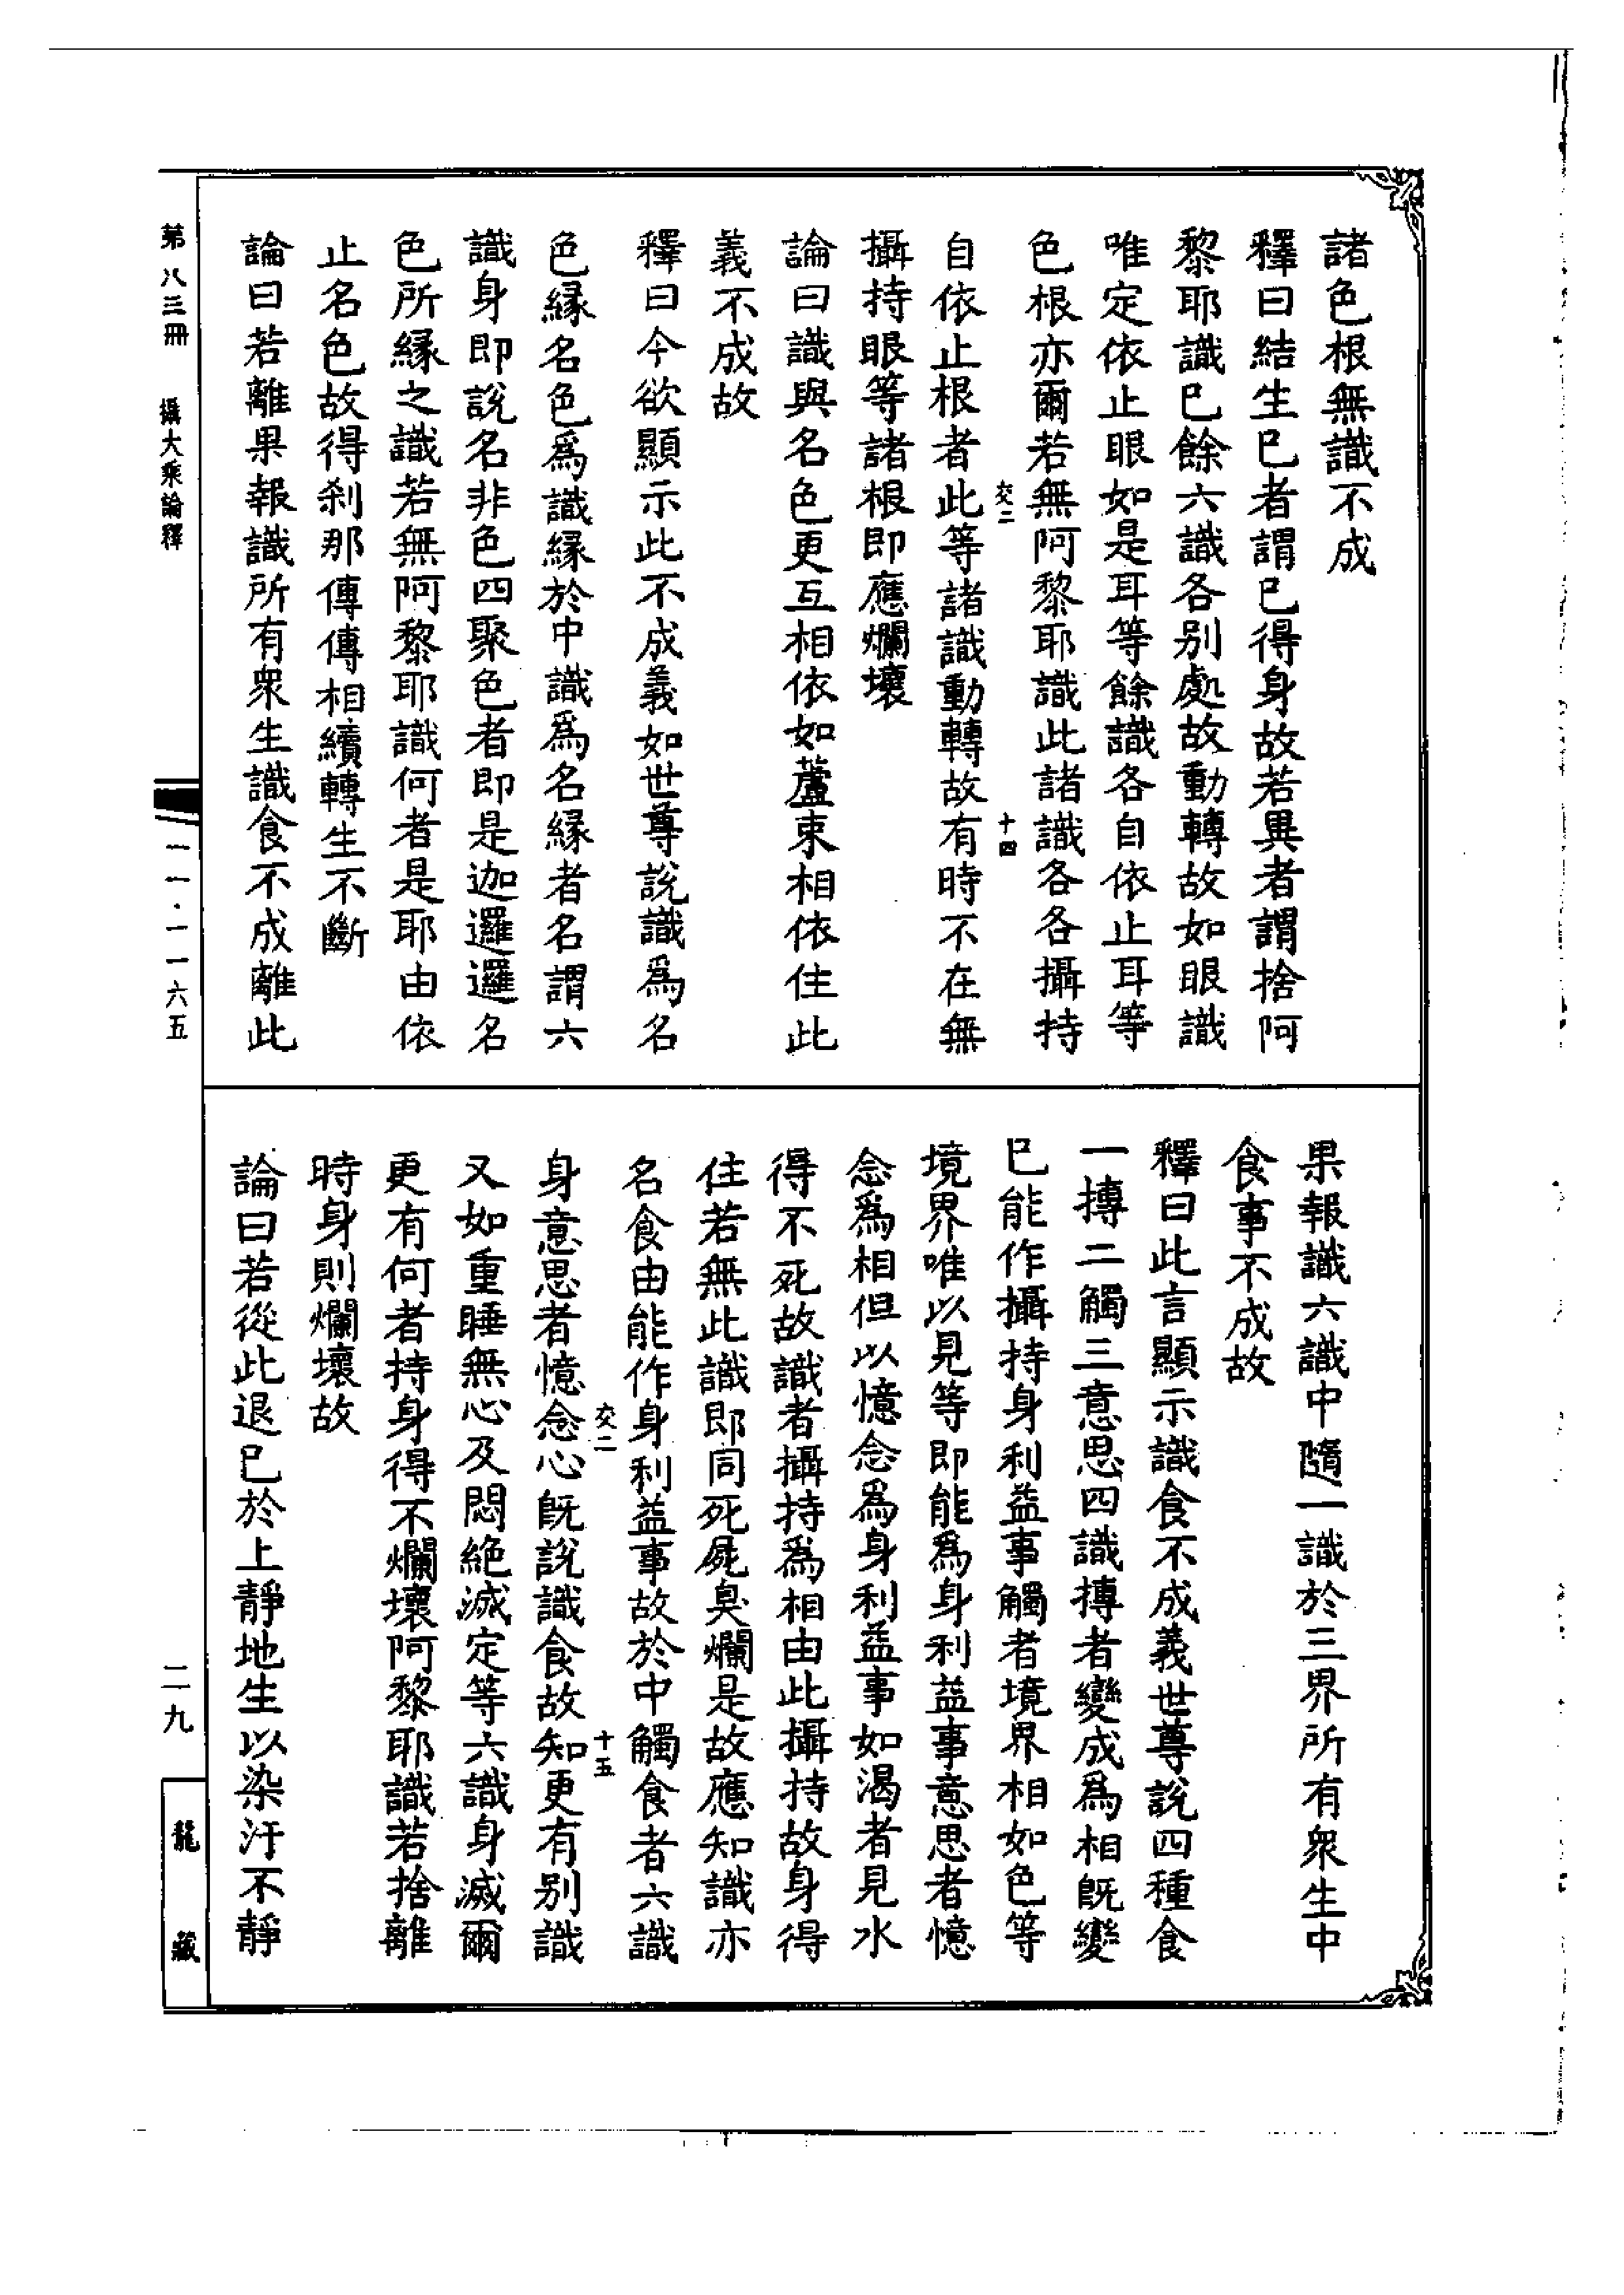 諸色根無識不成
釋曰結生已者謂已得身故若異者謂捨阿
黎耶識已餘六識各别處故動轉故如眼識
唯定依止眼如是耳等餘識各自依止耳等
色根亦爾若無阿黎耶識此諸識各各攝持
交二 十四
自依止根者此等諸識動轉故有時不在無
攝持眼等諸根即應爛壞
論曰識與名色更互相依如蘆束相依住此
義不成故
釋曰今欲顯示此不成義如世尊說識爲名
色緣名色爲識緣於中識爲名緣者名謂六
識身即說名非色四聚色者即是迦邏邏名
色所緣之識若無阿黎耶識何者是耶由依
止名色故得刹那傳傳相續轉生不斷
論曰若離果報識所有衆生識食不成離此
果報識六識中隨一識於三界所有衆生中
食事不成故
釋曰此言顯示識食不成義世尊說四種食
一摶二觸三意思四識摶者變成爲相旣變
已能作攝持身利益事觸者境界相如色等
境界唯以見等即能爲身利益事意思者憶
念爲相但以憶念爲身利益事如渴者見水
得不死故識者攝持爲相由此攝持故身得
住若無此識即同死屍臭爛是故應知識亦
名食由能作身利益事故於中觸食者六識
交二 十五
身意思者憶念心旣說識食故知更有别識
又如重睡無心及悶絶滅定等六識身滅爾
更有何者持身得不爛壞阿黎耶識若捨離
時身則爛壞故
論曰若從此退已於上靜地生以染汙不靜
第八三冊 攝大乘論釋
一一·一一六五
二九
龍藏